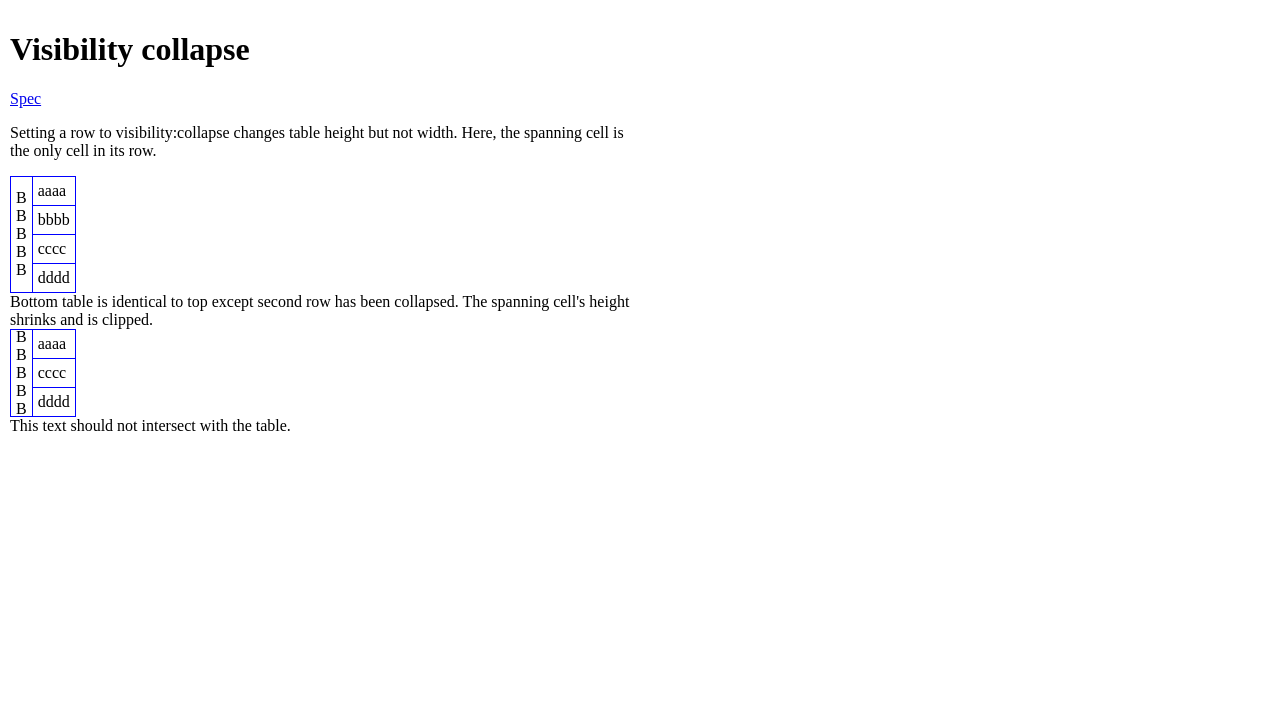 Visibility collapse
Spec
Setting a row to visibility:collapse changes table height but not width. Here, the spanning cell is
the only cell in its row.
B
B
B
B
B
aaaa
bbbb
cccc
dddd
Bottom table is identical to top except second row has been collapsed. The spanning cell's height
shrinks and is clipped.
B
B
B
B
B
aaaa
cccc
dddd
This text should not intersect with the table.